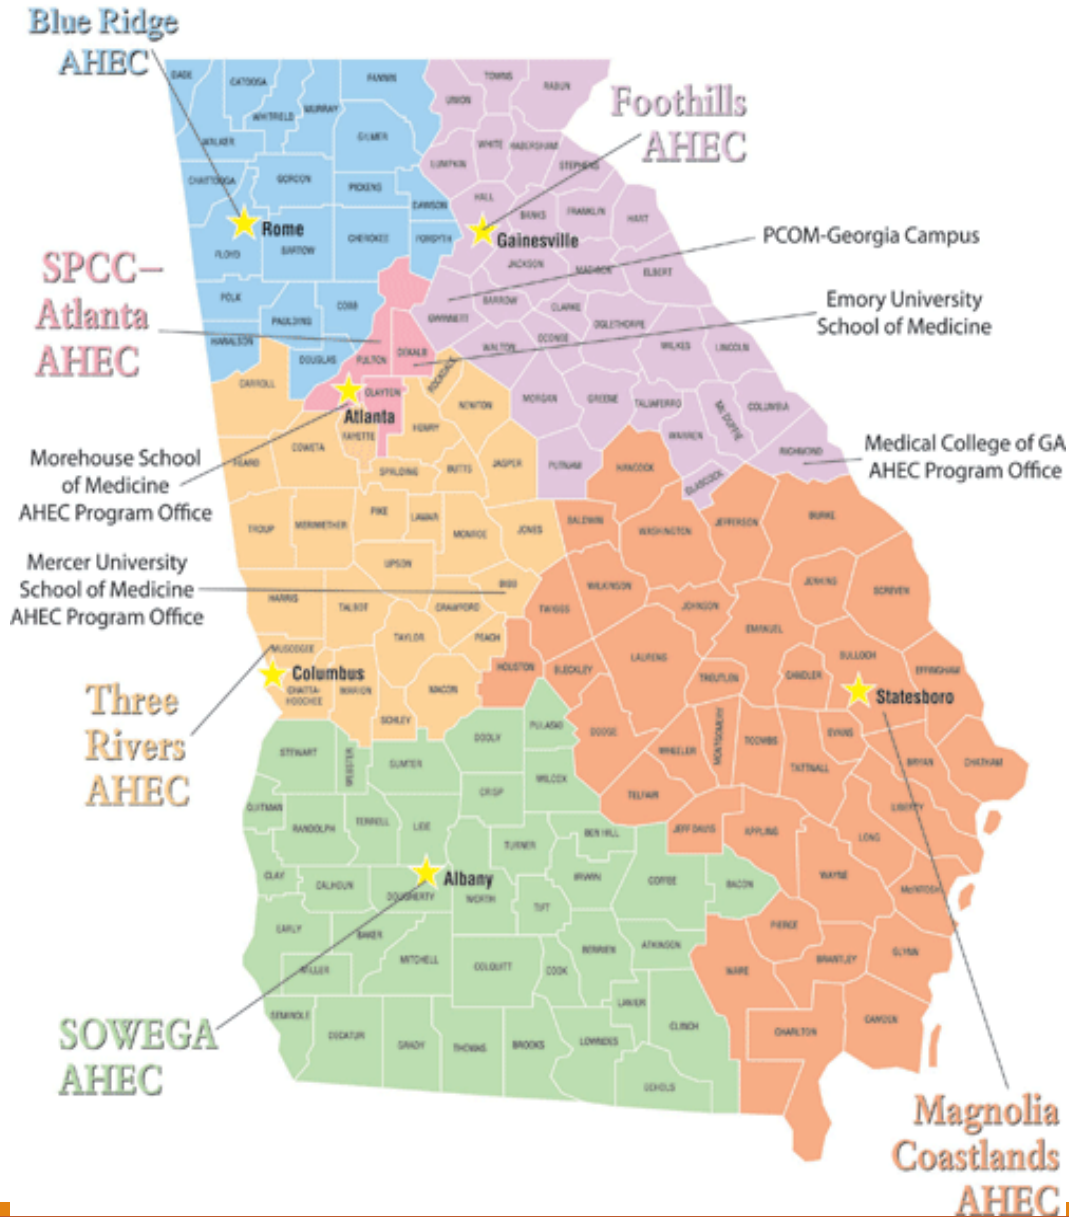 Blue Ridge
AHEC
DADE
CATOOSA
FANNIN
TOWNS
RABUN
UNION
WHITFIELD
MURRAY
Foothills
AHEC
GILMER
WALKER
WHITE
HABERSHAM
LUMPKIN
STEPHENS
CHATTOOGA
GORDON
PICKENS
DAWSON
HALL
BANKS
FRANKLIN
HART
Rome
CHEROKEE
FORSYTH
Gainesville
PCOM-Georgia Campus
FLOYD
BARTOW
JACKSON
MADISON
ELBERT
SPCC–
Atlanta
AHEC
POLK
COBB
BARROW
CLARKE
Emory University
School of Medicine
PAULDING
GWINNETT
OGLETHORPE
HARALSON
OCONEE
WALTON
WILKES
LINCOLN
DOUGLAS
FULTON
DEKALB
ROCKDALE
CARROLL
CLAYTON
Atlanta
NEWTON
MORGAN
GREENE
TALIAFERRO
MC DUFFIE
COLUMBIA
FAYETTE
HENRY
WARREN
RICHMOND
Medical College of GA
AHEC Program Office
Morehouse School
of Medicine
AHEC Program Office
HEARD
COWETA
SPALDING
BUTTS
JASPER
PUTNAM
HANCOCK
GLASCOCK
TROUP
MERIWETHER
PIKE
LAMAR
MONROE
JONES
BALDWIN
WASHINGTON
JEFFERSON
BURKE
Mercer University
School of Medicine
AHEC Program Office
UPSON
BIBB
WILKINSON
JENKINS
SCREVEN
HARRIS
TALBOT
CRAWFORD
TWIGGS
JOHNSON
EMANUEL
MUSCOGEE
TAYLOR
PEACH
HOUSTON
BLECKLEY
LAURENS
TREUTLEN
CANDLER
BULLOCH
EFFINGHAM
Columbus
CHATTA-
HOOCHEE
MARION
MACON
Statesboro
Three
Rivers
AHEC
SCHLEY
PULASKI
DODGE
WHEELER
MONTGOMERY
TOOMBS
EVANS
TATTNALL
BRYAN
CHATHAM
STEWART
WEBSTER
SUMTER
DOOLY
WILCOX
CRISP
TELFAIR
LIBERTY
QUITMAN
RANDOLPH
TERRELL
LEE
TURNER
BEN HILL
JEFF DAVIS
APPLING
LONG
CLAY
CALHOUN
Albany
DOUGHERTY
WORTH
IRWIN
COFFEE
BACON
WAYNE
McINTOSH
TIFT
EARLY
BAKER
MITCHELL
BERRIEN
ATKINSON
PIERCE
MILLER
COLQUITT
COOK
WARE
BRANTLEY
GLYNN
SEMINOLE
DECATUR
GRADY
THOMAS
BROOKS
LANIER
LOWNDES
CLINCH
CHARLTON
CAMDEN
SOWEGA
AHEC
ECHOLS
Magnolia
Coastlands
AHEC